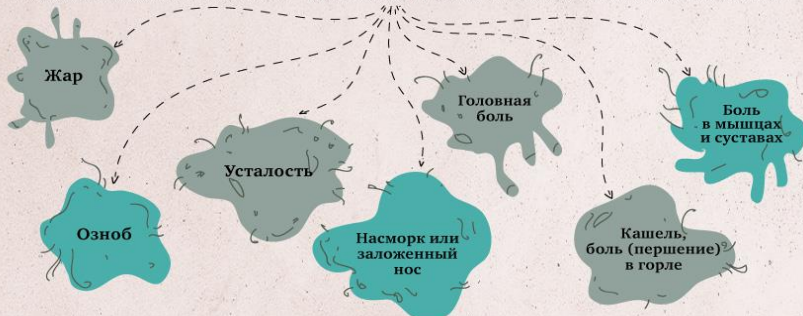 Жар
Головная
боль
Боль
в мышцах
и суставах
Усталость
Озноб
Насморк или
заложенный
нос
Кашель,
боль (першение)
в горле